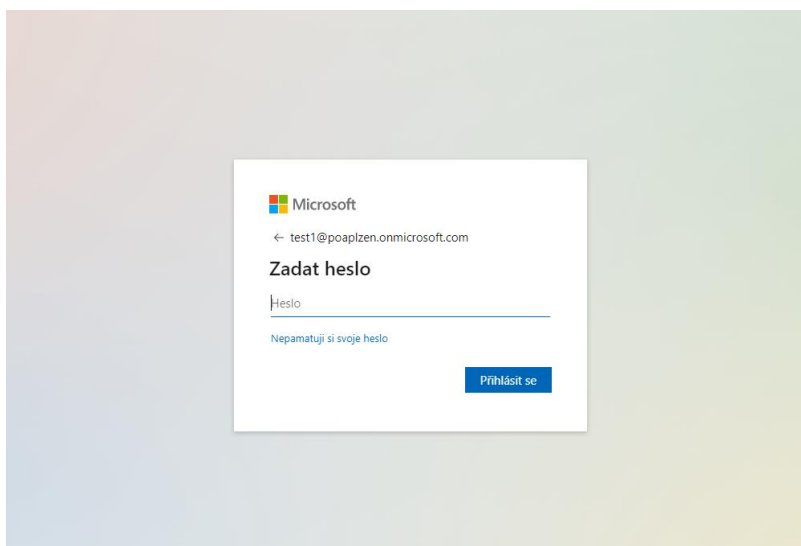 Microsoft
← test1@poaplzen.onmicrosoft.com
Zadat heslo
Heslo
Nepamatuji si svoje heslo
Přihlásit se